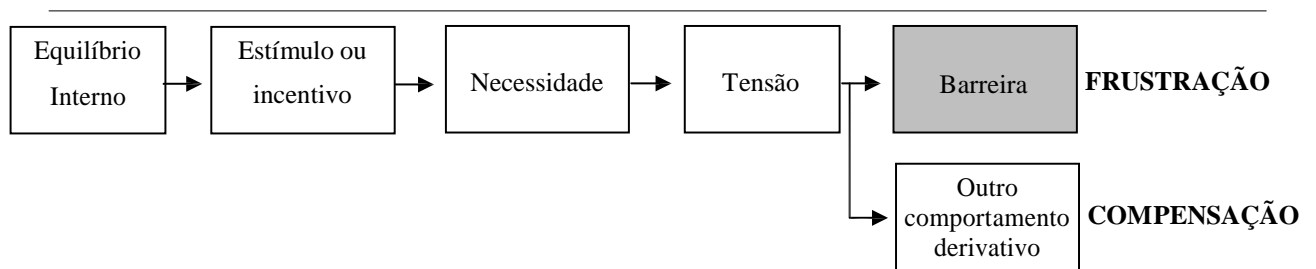 Equilíbrio
Interno
Estímulo ou
incentivo
Necessidade
Tensão
Barreira
FRUSTRAÇÃO
Outro
comportamento
derivativo
COMPENSAÇÃO